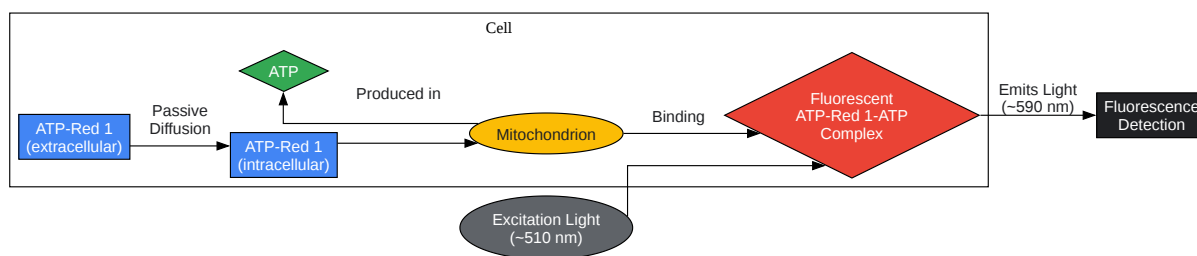 Cell
ATP
Produced in
Passive
Diffusion
ATP-Red 1
(extracellular)
ATP-Red 1
(intracellular)
Mitochondrion
Binding
Fluorescent
ATP-Red 1-ATP
Complex
Emits Light
(~590 nm)
Fluorescence
Detection
Excitation Light
(~510 nm)